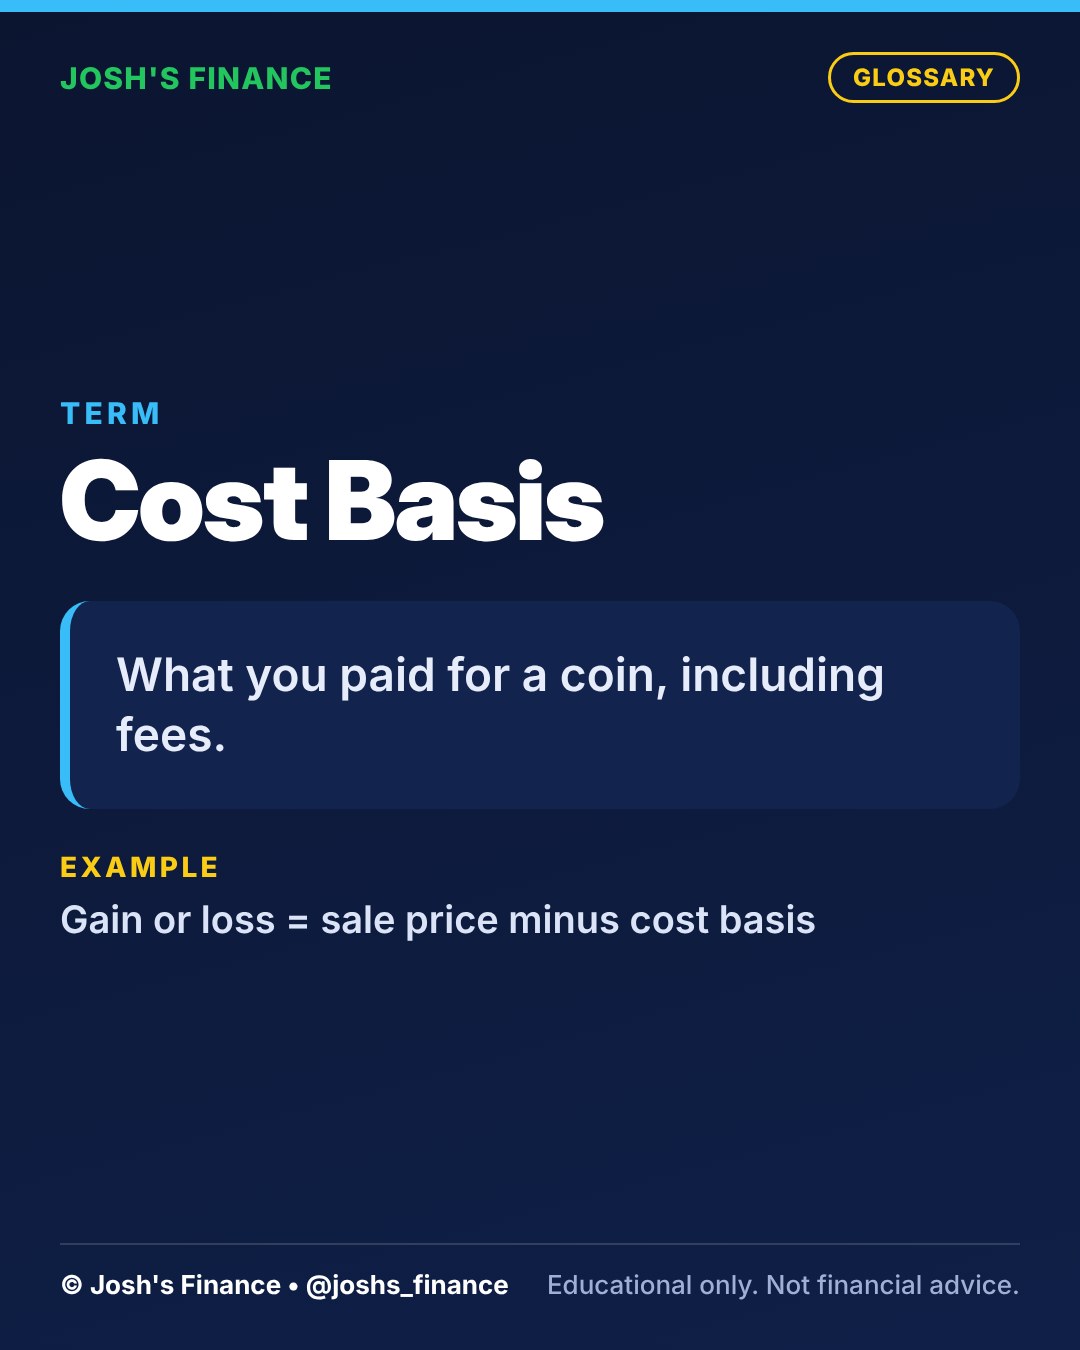 JOSH'S FINANCE
GLOSSARY
TERM
Cost Basis
What you paid for a coin, including
fees.
EXAMPLE
Gain or loss = sale price minus cost basis
© Josh's Finance • @joshs_finance
Educational only. Not financial advice.